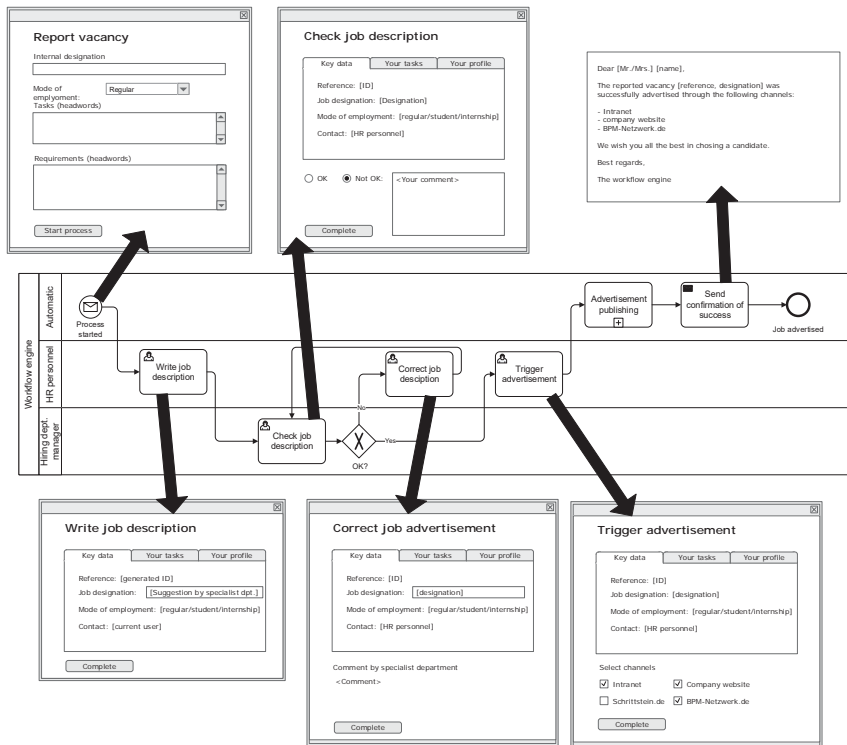 Report vacancy
Internal designation
Mode of
emplyoment:
Regular
Tasks (headwords)
Requirements (headwords)
Start process
Check job description
Key data
Your tasks
Your profile
Reference: [ID]
Job designation: [Designation]
Mode of employment: [regular/student/internship]
Contact: [HR personnel]
OK
Not OK:
<Your comment>
Complete
Dear [Mr./Mrs.] [name],
The reported vacancy [reference, designation] was
successfully advertised through the following channels:
- Intranet
- company website
- BPM-Netzwerk.de
We wish you all the best in chosing a candidate.
Best regards,
The workflow engine
Workflow engine
Automatic
HR personnel
Hiring dept.
manager
Process
started
Write job
description
Check job
description
OK?
No
Yes
Correct job
desciption
Trigger
advertisement
Advertisement
publishing
Send
confirmation of
success
Job advertised
Write job description
Key data
Your tasks
Your profile
Reference: [generated ID]
Job designation: [Suggestion by specialist dpt.]
Mode of employment: [regular/student/internship]
Contact: [current user]
Complete
Correct job advertisement
Key data
Your tasks
Your profile
Reference: [ID]
Job designation: [designation]
Mode of employment: [regular/student/internship]
Contact: [HR personnel]
Comment by specialist department
<Comment>
Complete
Trigger advertisement
Key data
Your tasks
Your profile
Reference: [ID]
Job designation: [designation]
Mode of employment: [regular/student/internship]
Contact: [HR personnel]
Select channels
Intranet
Company website
Schrittstein.de
BPM-Netzwerk.de
Complete